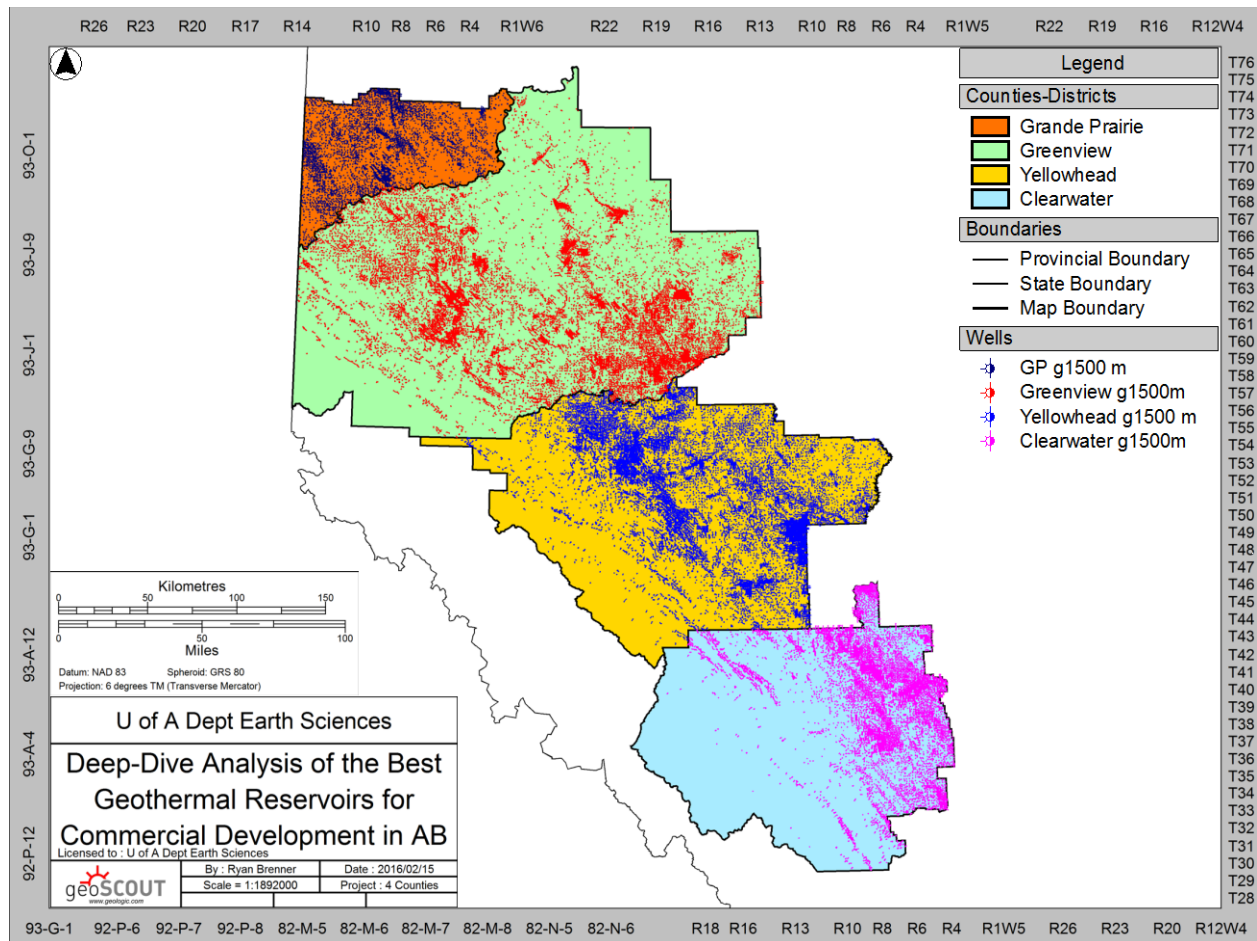 R26 R23 R20 R17 R14 R10 R8 R6 R4 R1W6 R22 R19 R16 R13 R10 R8 R6 R4 R1W5 R22 R19 R16 R12W4
Legend
Counties-Districts
Grande Prairie
Greenview
Yellowhead
Clearwater
Boundaries
Provincial Boundary
State Boundary
Map Boundary
Wells
GP g1500 m
Greenview g1500m
Yellowhead g1500 m
Clearwater g1500m
T76
T75
T74
T73
T72
T71
T70
T69
T68
T67
T66
T65
T64
T63
T62
T61
T60
T59
T58
T57
T56
T55
T54
T53
T52
T51
T50
T49
T48
T47
T46
T45
T44
T43
T42
T41
T40
T39
T38
T37
T36
T35
T34
T33
T32
T31
T30
T29
T28
93-O-1
93-J-9
93-J-1
93-G-9
93-G-1
93-A-12
93-A-4
92-P-12
Kilometres
0 50 100 150
0 50 100
Miles
Datum: NAD 83 Spheroid: GRS 80
Projection: 6 degrees TM (Transverse Mercator)
U of A Dept Earth Sciences
Deep-Dive Analysis of the Best
Geothermal Reservoirs for
Commercial Development in AB
Licensed to : U of A Dept Earth Sciences
geoSCOUT
www.geologic.com
By : Ryan Brenner Date : 2016/02/15
Scale = 1:1892000 Project : 4 Counties
93-G-1 92-P-6 92-P-7 92-P-8 82-M-5 82-M-6 82-M-7 82-M-8 82-N-5 82-N-6 R18 R16 R13 R10 R8 R6 R4 R1W5 R26 R23 R20 R16 R12W4